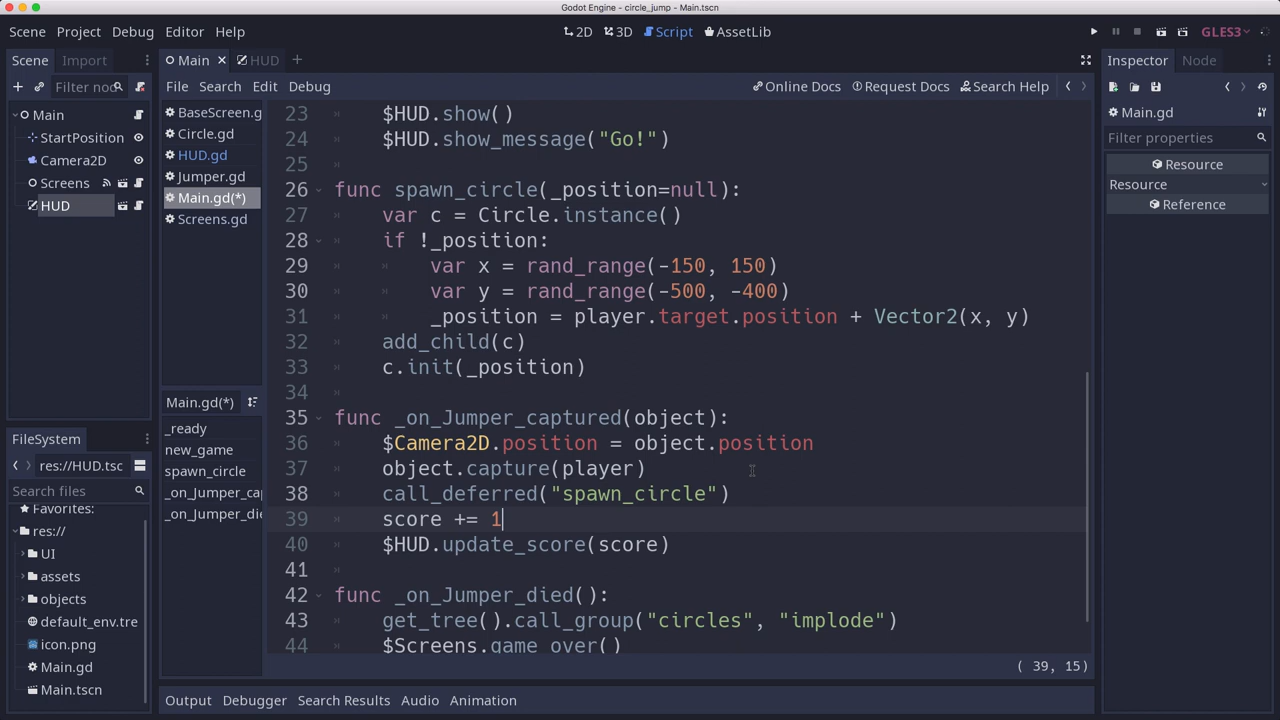 Godot Engine - circle_jump - Main.tscn
Scene Project Debug Editor Help
2D 3D Script AssetLib
GLES3
Scene Import
Filter nod
Main
StartPosition
Camera2D
Screens
HUD
FileSystem
res://HUD.tsc
Search files
Favorites:
res://
UI
assets
objects
default_env.tre
icon.png
Main.gd
Main.tscn
Main HUD
File Search Edit Debug
Online Docs Request Docs Search Help
BaseScreen.g
Circle.gd
HUD.gd
Jumper.gd
Main.gd(*)
Screens.gd
Main.gd(*)
_ready
new_game
spawn_circle
_on_Jumper_ca
_on_Jumper_die
23 $HUD.show()
24 $HUD.show_message("Go!")
25
26 func spawn_circle(_position=null):
27 var c = Circle.instance()
28 if !_position:
29 var x = rand_range(-150, 150)
30 var y = rand_range(-500, -400)
31 _position = player.target.position + Vector2(x, y)
32 add_child(c)
33 c.init(_position)
34
35 func _on_Jumper_captured(object):
36 $Camera2D.position = object.position
37 object.capture(player)
38 call_deferred("spawn_circle")
39 score += 1
40 $HUD.update_score(score)
41
42 func _on_Jumper_died():
43 get_tree().call_group("circles", "implode")
44 $Screens.game_over()
( 39, 15)
Output Debugger Search Results Audio Animation
Inspector Node
Main.gd
Filter properties
Resource
Resource
Reference